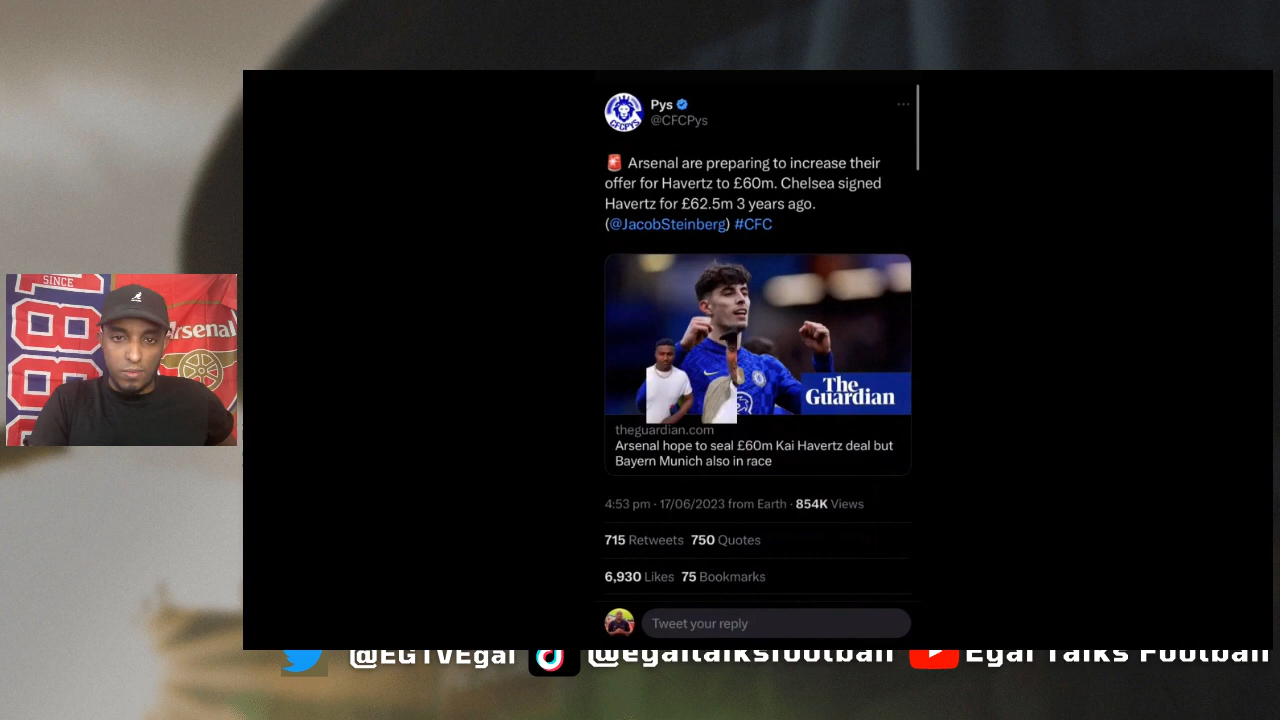 Pys
@CFCPys
🚨 Arsenal are preparing to increase their
offer for Havertz to £60m. Chelsea signed
Havertz for £62.5m 3 years ago.
(@JacobSteinberg) #CFC
The
Guardian
theguardian.com
Arsenal hope to seal £60m Kai Havertz deal but
Bayern Munich also in race
4:53 pm · 17/06/2023 from Earth · 854K Views
715 Retweets 750 Quotes
6,930 Likes 75 Bookmarks
Tweet your reply
SINCE
Arsenal
CFCPYS
@EGTVEgal @egaltalksfootball Egal Talks Football